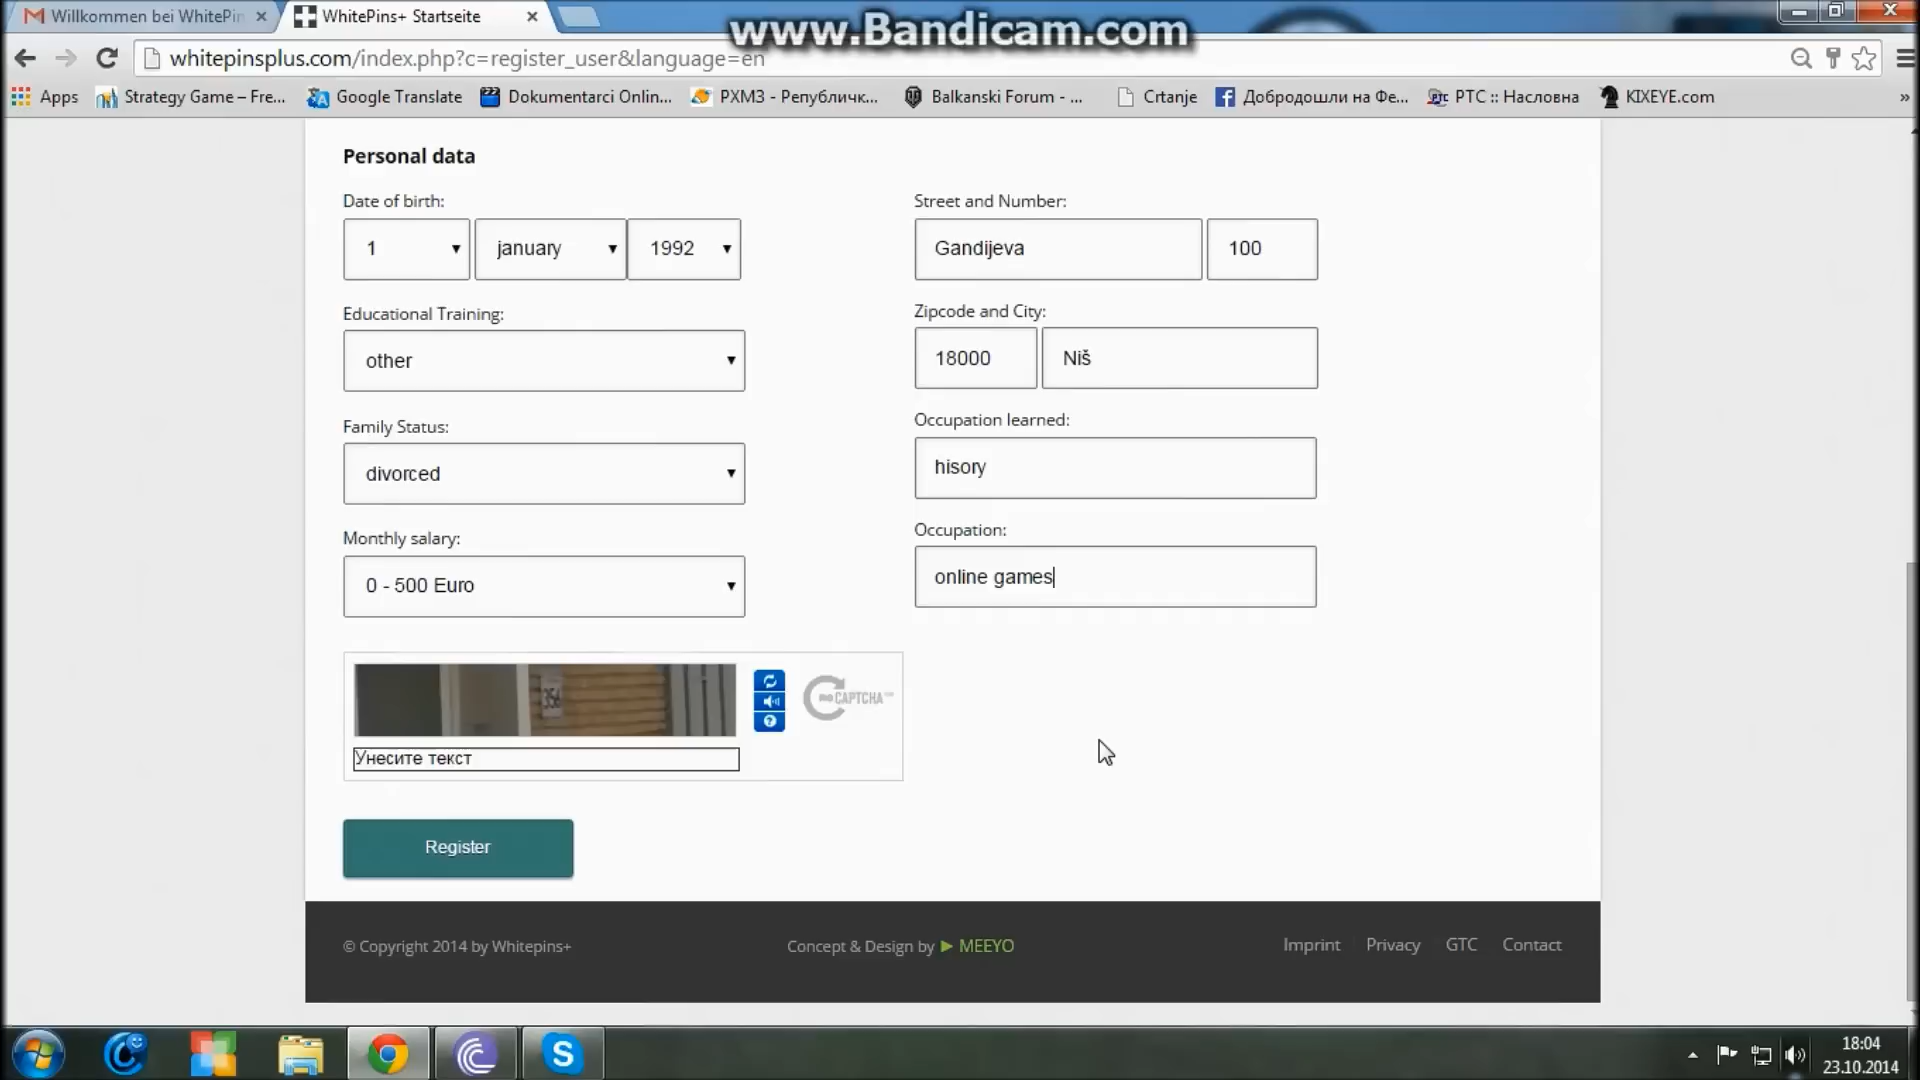 Willkommen bei WhitePin
WhitePins+ Startseite
www.Bandicam.com
whitepinsplus.com/index.php?c=register_user&language=en
Apps
Strategy Game – Fre...
Google Translate
Dokumentarci Onlin...
РХМЗ - Републичк...
Balkanski Forum - ...
Crtanje
Добродошли на Фе...
РТС :: Насловна
KIXEYE.com
»
Personal data
Date of birth:
Street and Number:
1 january 1992
Gandijeva 100
Educational Training:
Zipcode and City:
other
18000 Niš
Family Status:
Occupation learned:
divorced
hisory
Monthly salary:
Occupation:
0 - 500 Euro
online games
356
CAPTCHA
Унесите текст
Register
© Copyright 2014 by Whitepins+
Concept & Design by ► MEEYO
Imprint Privacy GTC Contact
18:04
23.10.2014